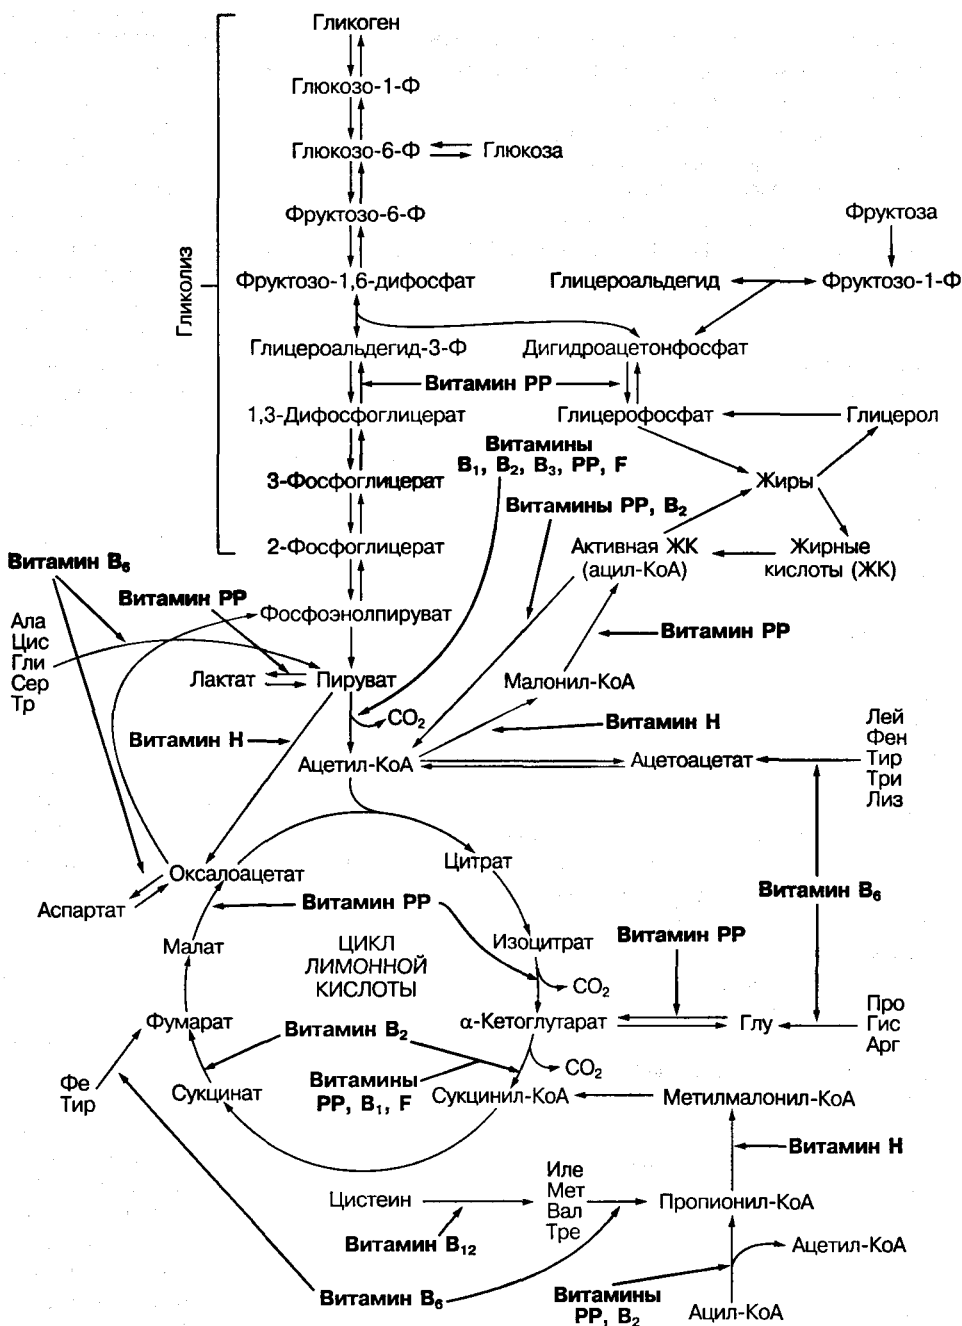 Гликоген
Глюкозо-1-Ф
Глюкозо-6-Ф
Глюкоза
Фруктозо-6-Ф
Фруктоза
Гликолиз
Фруктозо-1,6-дифосфат
Глицероальдегид
Фруктозо-1-Ф
Глицероальдегид-3-Ф
Дигидроацетонфосфат
Витамин PP
1,3-Дифосфоглицерат
Глицерофосфат
Глицерол
Витамины
B₁, B₂, B₃, PP, F
3-Фосфоглицерат
Жиры
Витамины PP, B₂
2-Фосфоглицерат
Активная ЖК
(ацил-КоА)
Жирные
кислоты (ЖК)
Витамин B₆
Витамин PP
Фосфоэнолпируват
Ала
Цис
Гли
Сер
Тр
Витамин PP
Лактат
Пируват
Малонил-КоА
CO₂
Витамин H
Витамин H
Ацетил-КоА
Ацетоацетат
Лей
Фен
Тир
Три
Лиз
Цитрат
Оксалоацетат
Аспартат
Витамин B₆
Витамин PP
Малат
ЦИКЛ
ЛИМОННОЙ
КИСЛОТЫ
Изоцитрат
Витамин PP
CO₂
Фумарат
Витамин B₂
α-Кетоглутарат
Глу
Про
Гис
Арг
CO₂
Фе
Тир
Сукцинат
Витамины
PP, B₁, F
Сукцинил-КоА
Метилмалонил-КоА
Витамин H
Цистеин
Иле
Мет
Вал
Тре
Пропионил-КоА
Витамин B₁₂
Ацетил-КоА
Витамин B₆
Витамины
PP, B₂
Ацил-КоА